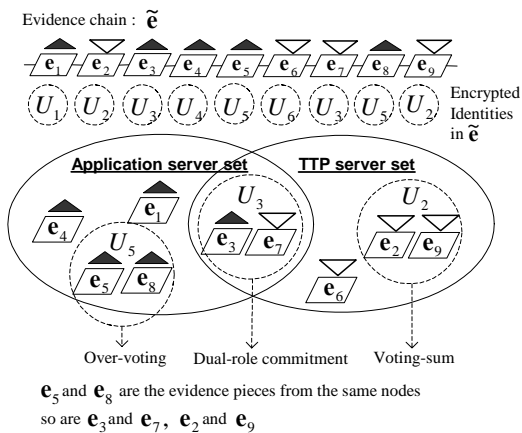 Evidence chain : ẽ
e1 e2 e3 e4 e5 e6 e7 e8 e9
U1 U2 U3 U4 U5 U6 U3 U5 U2
Encrypted
Identities
in ẽ
Application server set
TTP server set
e4
e1
U5
e5 e8
U3
e3 e7
U2
e2 e9
e6
Over-voting
Dual-role commitment
Voting-sum
e5 and e8 are the evidence pieces from the same nodes
so are e3 and e7, e2 and e9